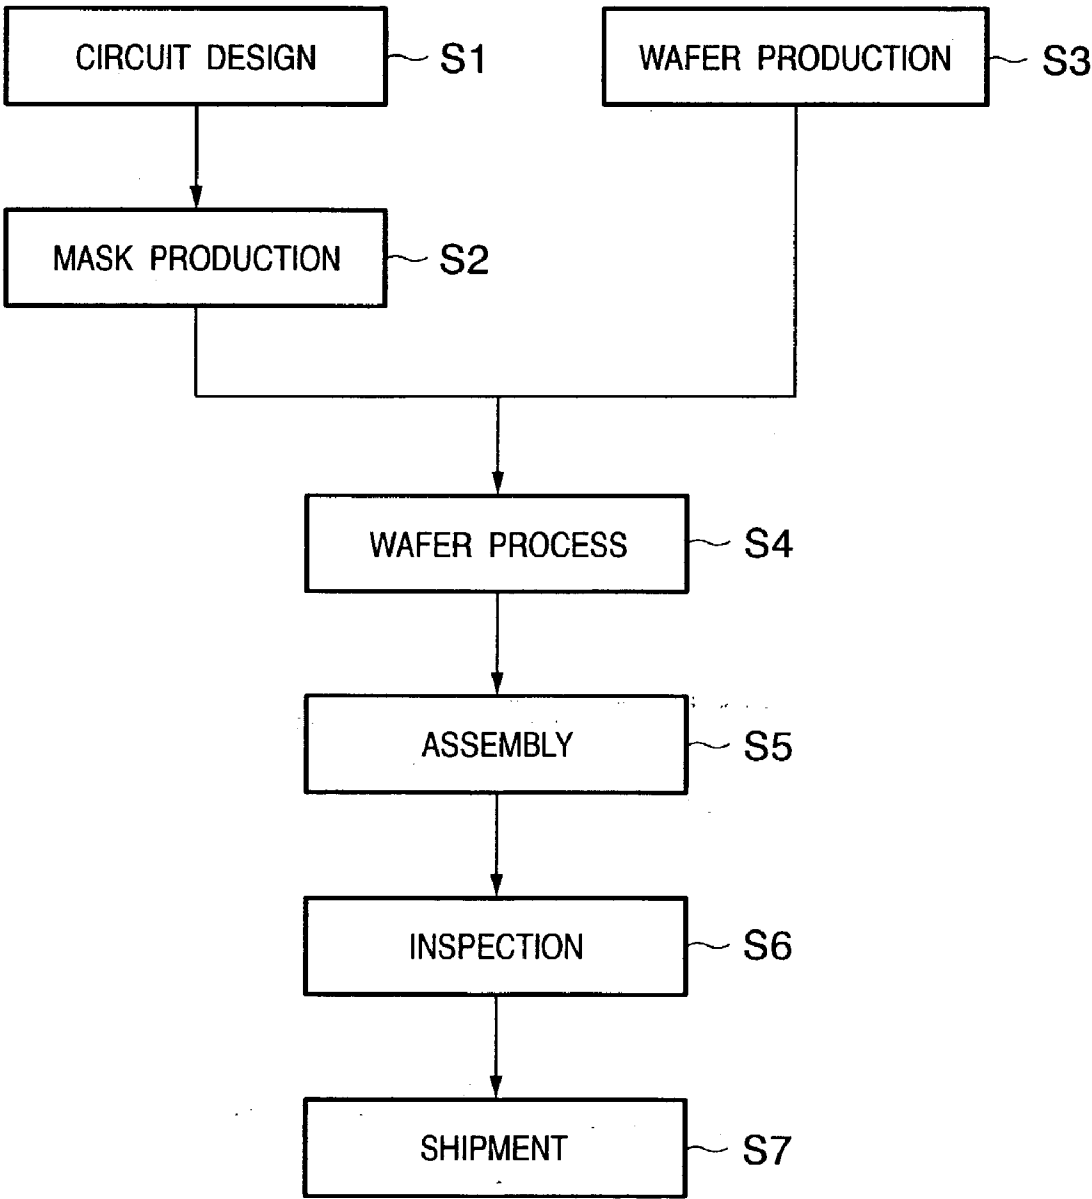 CIRCUIT DESIGN S1
WAFER PRODUCTION S3
MASK PRODUCTION S2
WAFER PROCESS S4
ASSEMBLY S5
INSPECTION S6
SHIPMENT S7